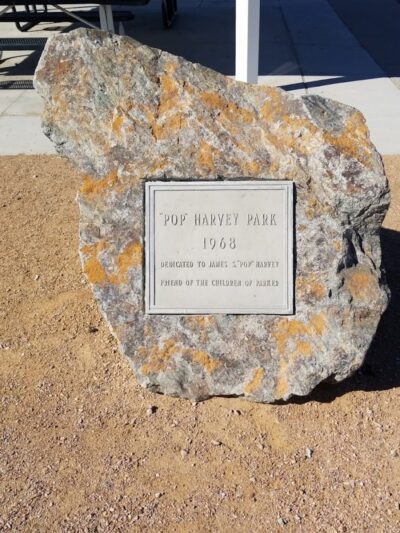 "POP" HARVEY PARK
1968
DEDICATED TO JAMES S. "POP" HARVEY
FRIEND OF THE CHILDREN OF PARKER